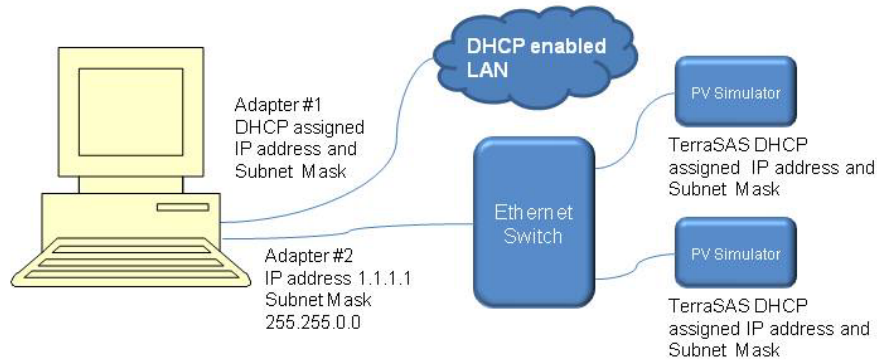 DHCP enabled
LAN
Adapter #1
DHCP assigned
IP address and
Subnet Mask
PV Simulator
TerraSAS DHCP
assigned IP address and
Subnet Mask
Ethernet
Switch
Adapter #2
IP address 1.1.1.1
Subnet Mask
255.255.0.0
PV Simulator
TerraSAS DHCP
assigned IP address and
Subnet Mask